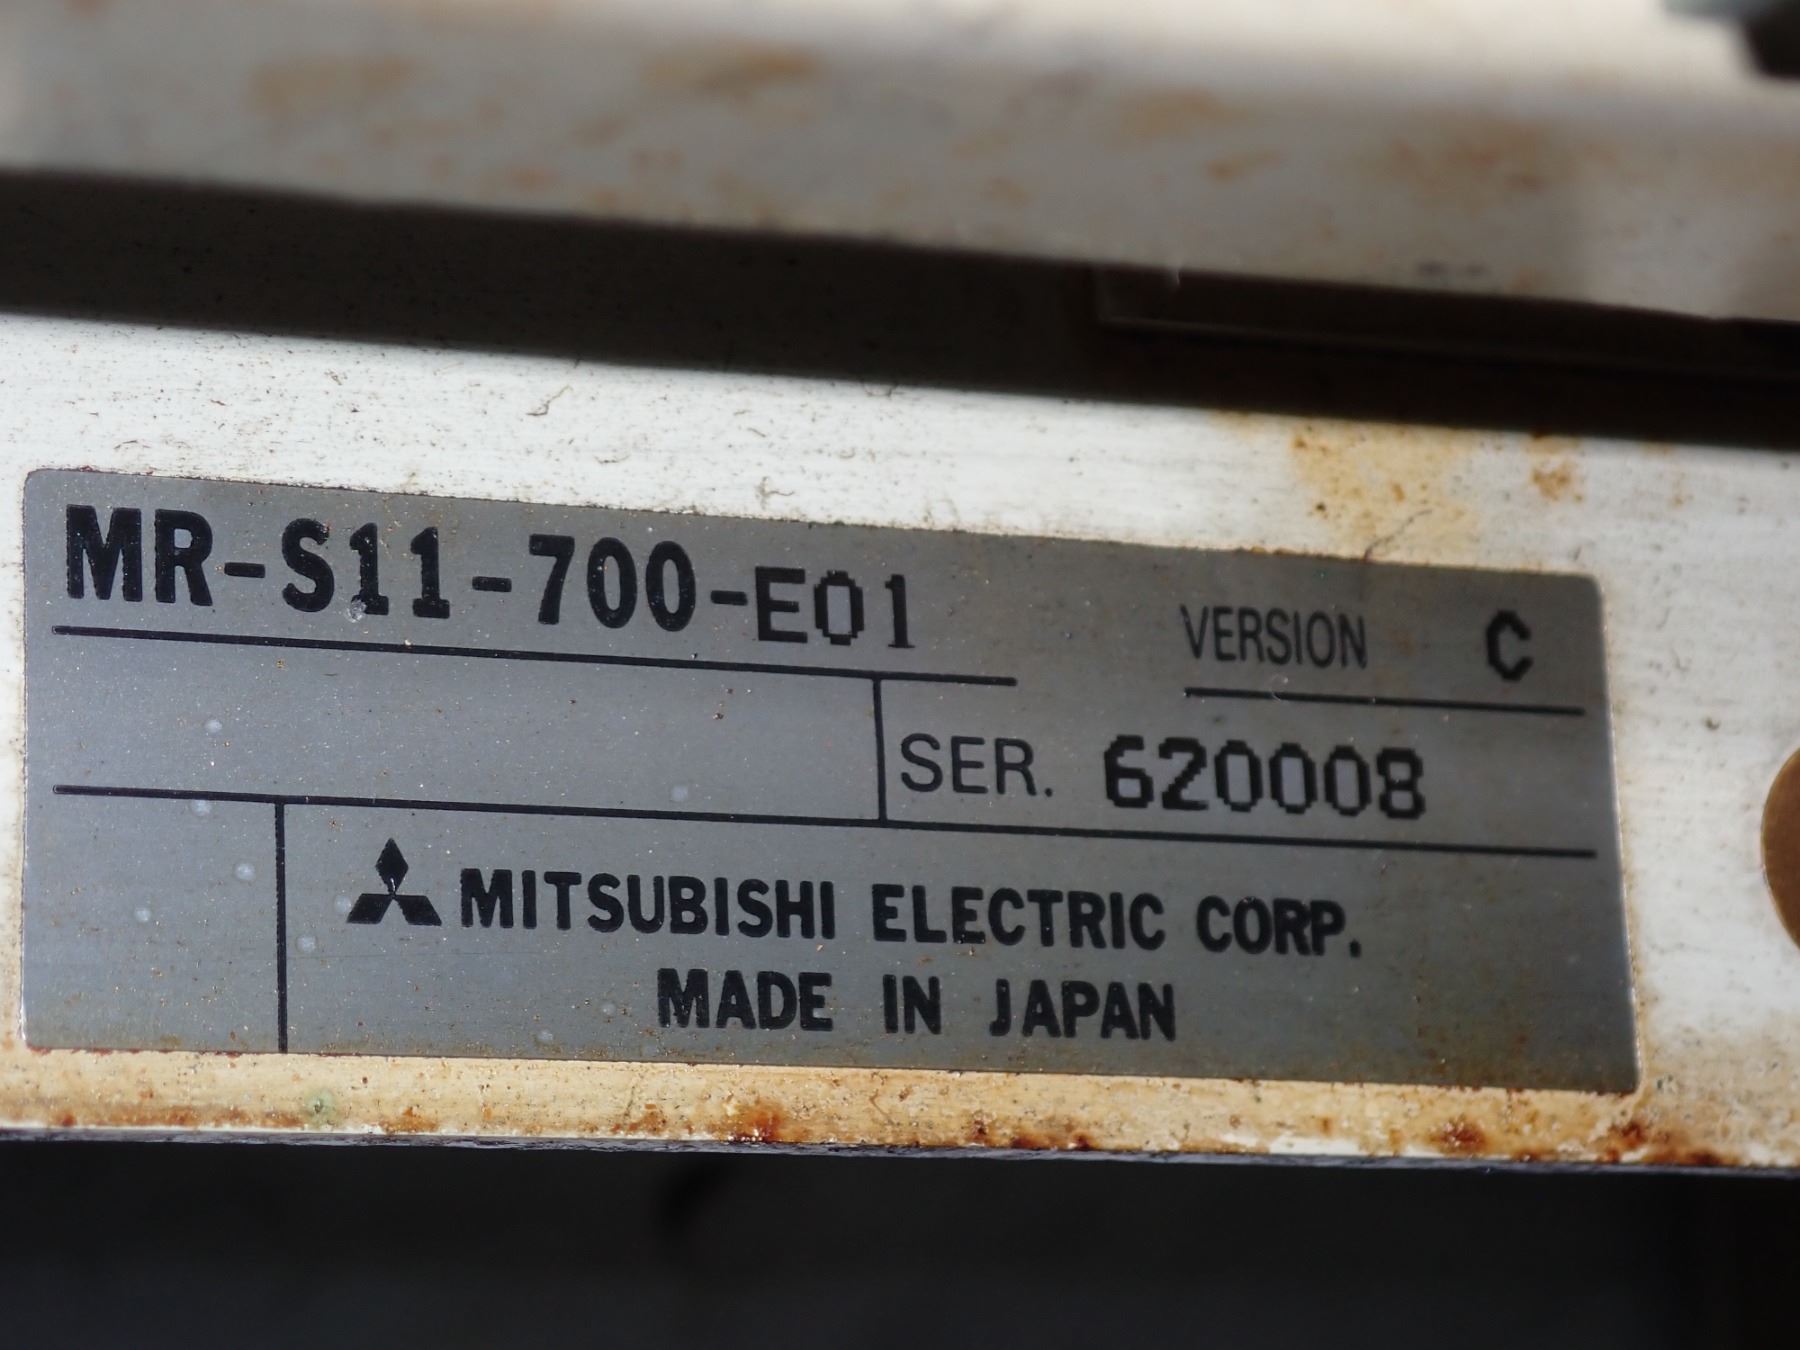 MR-S11-700-E01 VERSION C
SER. 620008
MITSUBISHI ELECTRIC CORP.
MADE IN JAPAN